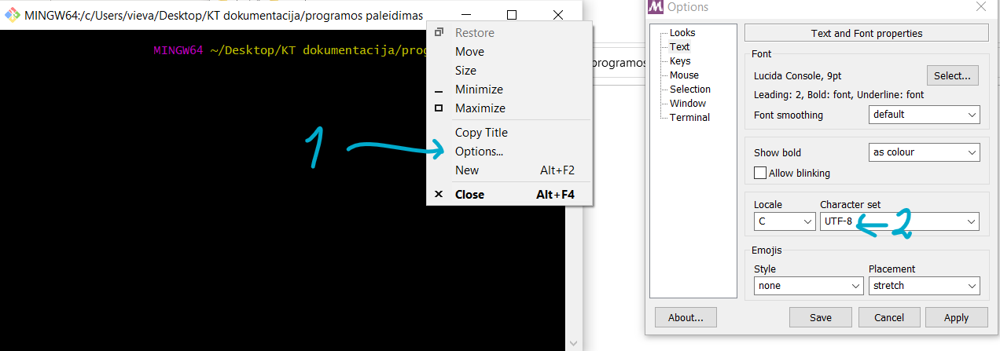 MINGW64:/c/Users/vieva/Desktop/KT dokumentacija/programos paleidimas
MINGW64 ~/Desktop/KT dokumentacija/prog
Restore
Move
Size
Minimize
Maximize
Copy Title
Options...
New Alt+F2
Close Alt+F4
1
programos
Options
Looks
Text
Keys
Mouse
Selection
Window
Terminal
Text and Font properties
Font
Lucida Console, 9pt
Select...
Leading: 2, Bold: font, Underline: font
Font smoothing default
Show bold as colour
Allow blinking
Locale Character set
C UTF-8
2
Emojis
Style Placement
none stretch
About... Save Cancel Apply